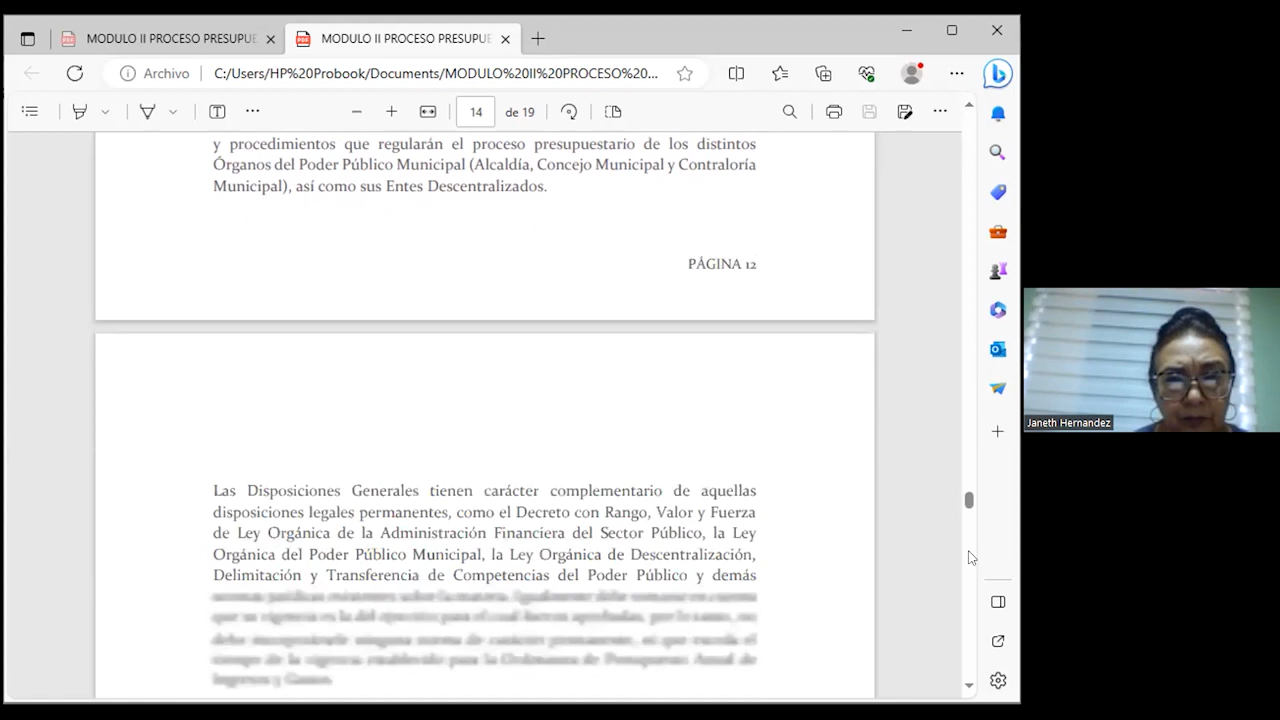 MODULO II PROCESO PRESUPUE
MODULO II PROCESO PRESUPUE
Archivo
C:/Users/HP%20Probook/Documents/MODULO%20II%20PROCESO%20...
14
de 19
y procedimientos que regularán el proceso presupuestario de los distintos
Órganos del Poder Público Municipal (Alcaldía, Concejo Municipal y Contraloría
Municipal), así como sus Entes Descentralizados.
PÁGINA 12
Las Disposiciones Generales tienen carácter complementario de aquellas
disposiciones legales permanentes, como el Decreto con Rango, Valor y Fuerza
de Ley Orgánica de la Administración Financiera del Sector Público, la Ley
Orgánica del Poder Público Municipal, la Ley Orgánica de Descentralización,
Delimitación y Transferencia de Competencias del Poder Público y demás
Janeth Hernandez